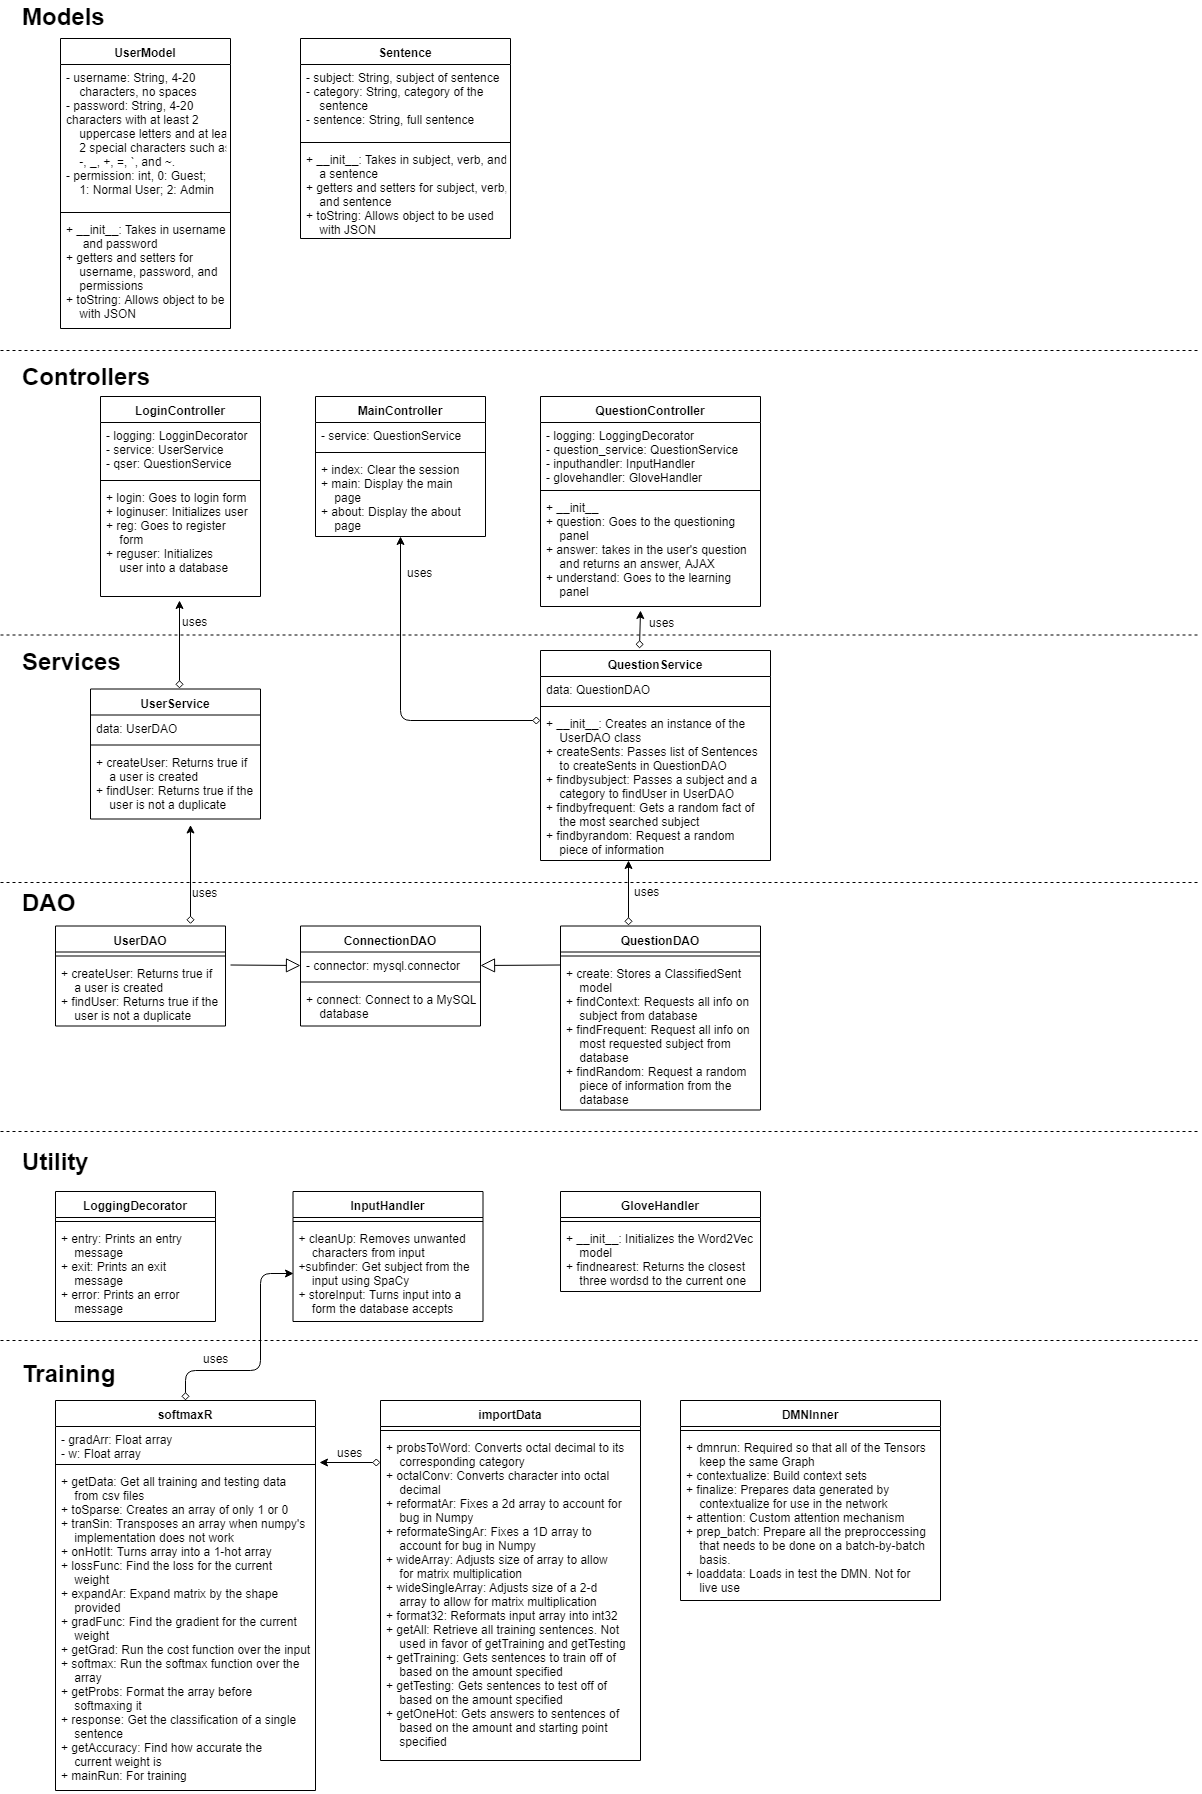 Models
UserModel
- username: String, 4-20
characters, no spaces
- password: String, 4-20
characters with at least 2
uppercase letters and at lea
2 special characters such a
-, _, +, =, `, and ~.
- permission: int, 0: Guest;
1: Normal User; 2: Admin
+ __init__: Takes in username
and password
+ getters and setters for
username, password, and
permissions
+ toString: Allows object to be
with JSON
Sentence
- subject: String, subject of sentence
- category: String, category of the
sentence
- sentence: String, full sentence
+ __init__: Takes in subject, verb, and
a sentence
+ getters and setters for subject, verb,
and sentence
+ toString: Allows object to be used
with JSON
Controllers
LoginController
- logging: LogginDecorator
- service: UserService
- qser: QuestionService
+ login: Goes to login form
+ loginuser: Initializes user
+ reg: Goes to register
form
+ reguser: Initializes
user into a database
MainController
- service: QuestionService
+ index: Clear the session
+ main: Display the main
page
+ about: Display the about
page
QuestionController
- logging: LoggingDecorator
- question_service: QuestionService
- inputhandler: InputHandler
- glovehandler: GloveHandler
+ __init__
+ question: Goes to the questioning
panel
+ answer: takes in the user's question
and returns an answer, AJAX
+ understand: Goes to the learning
panel
uses
uses
uses
Services
UserService
data: UserDAO
+ createUser: Returns true if
a user is created
+ findUser: Returns true if the
user is not a duplicate
QuestionService
data: QuestionDAO
+ __init__: Creates an instance of the
UserDAO class
+ createSents: Passes list of Sentences
to createSents in QuestionDAO
+ findbysubject: Passes a subject and a
category to findUser in UserDAO
+ findbyfrequent: Gets a random fact of
the most searched subject
+ findbyrandom: Request a random
piece of information
uses
uses
DAO
UserDAO
+ createUser: Returns true if
a user is created
+ findUser: Returns true if the
user is not a duplicate
ConnectionDAO
- connector: mysql.connector
+ connect: Connect to a MySQL
database
QuestionDAO
+ create: Stores a ClassifiedSent
model
+ findContext: Requests all info on
subject from database
+ findFrequent: Request all info on
most requested subject from
database
+ findRandom: Request a random
piece of information from the
database
Utility
LoggingDecorator
+ entry: Prints an entry
message
+ exit: Prints an exit
message
+ error: Prints an error
message
InputHandler
+ cleanUp: Removes unwanted
characters from input
+subfinder: Get subject from the
input using SpaCy
+ storeInput: Turns input into a
form the database accepts
GloveHandler
+ __init__: Initializes the Word2Vec
model
+ findnearest: Returns the closest
three wordsd to the current one
uses
Training
softmaxR
- gradArr: Float array
- w: Float array
+ getData: Get all training and testing data
from csv files
+ toSparse: Creates an array of only 1 or 0
+ tranSin: Transposes an array when numpy's
implementation does not work
+ onHotIt: Turns array into a 1-hot array
+ lossFunc: Find the loss for the current
weight
+ expandAr: Expand matrix by the shape
provided
+ gradFunc: Find the gradient for the current
weight
+ getGrad: Run the cost function over the input
+ softmax: Run the softmax function over the
array
+ getProbs: Format the array before
softmaxing it
+ response: Get the classification of a single
sentence
+ getAccuracy: Find how accurate the
current weight is
+ mainRun: For training
uses
importData
+ probsToWord: Converts octal decimal to its
corresponding category
+ octalConv: Converts character into octal
decimal
+ reformatAr: Fixes a 2d array to account for
bug in Numpy
+ reformateSingAr: Fixes a 1D array to
account for bug in Numpy
+ wideArray: Adjusts size of array to allow
for matrix multiplication
+ wideSingleArray: Adjusts size of a 2-d
array to allow for matrix multiplication
+ format32: Reformats input array into int32
+ getAll: Retrieve all training sentences. Not
used in favor of getTraining and getTesting
+ getTraining: Gets sentences to train off of
based on the amount specified
+ getTesting: Gets sentences to test off of
based on the amount specified
+ getOneHot: Gets answers to sentences of
based on the amount and starting point
specified
DMNInner
+ dmnrun: Required so that all of the Tensors
keep the same Graph
+ contextualize: Build context sets
+ finalize: Prepares data generated by
contextualize for use in the network
+ attention: Custom attention mechanism
+ prep_batch: Prepare all the preproccessing
that needs to be done on a batch-by-batch
basis.
+ loaddata: Loads in test the DMN. Not for
live use